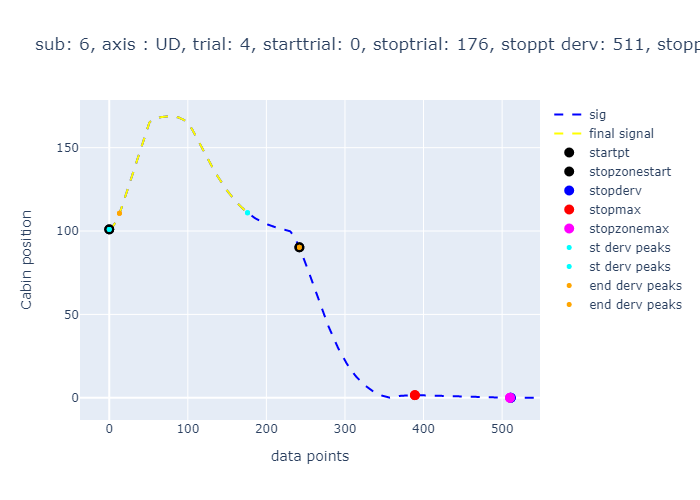 sub: 6, axis : UD, trial: 4, starttrial: 0, stoptrial: 176, stoppt derv: 511, stopp
sig
final signal
startpt
stopzonestart
stopderv
stopmax
stopzonemax
st derv peaks
st derv peaks
end derv peaks
end derv peaks
Cabin position
150
100
50
0
0 100 200 300 400 500
data points